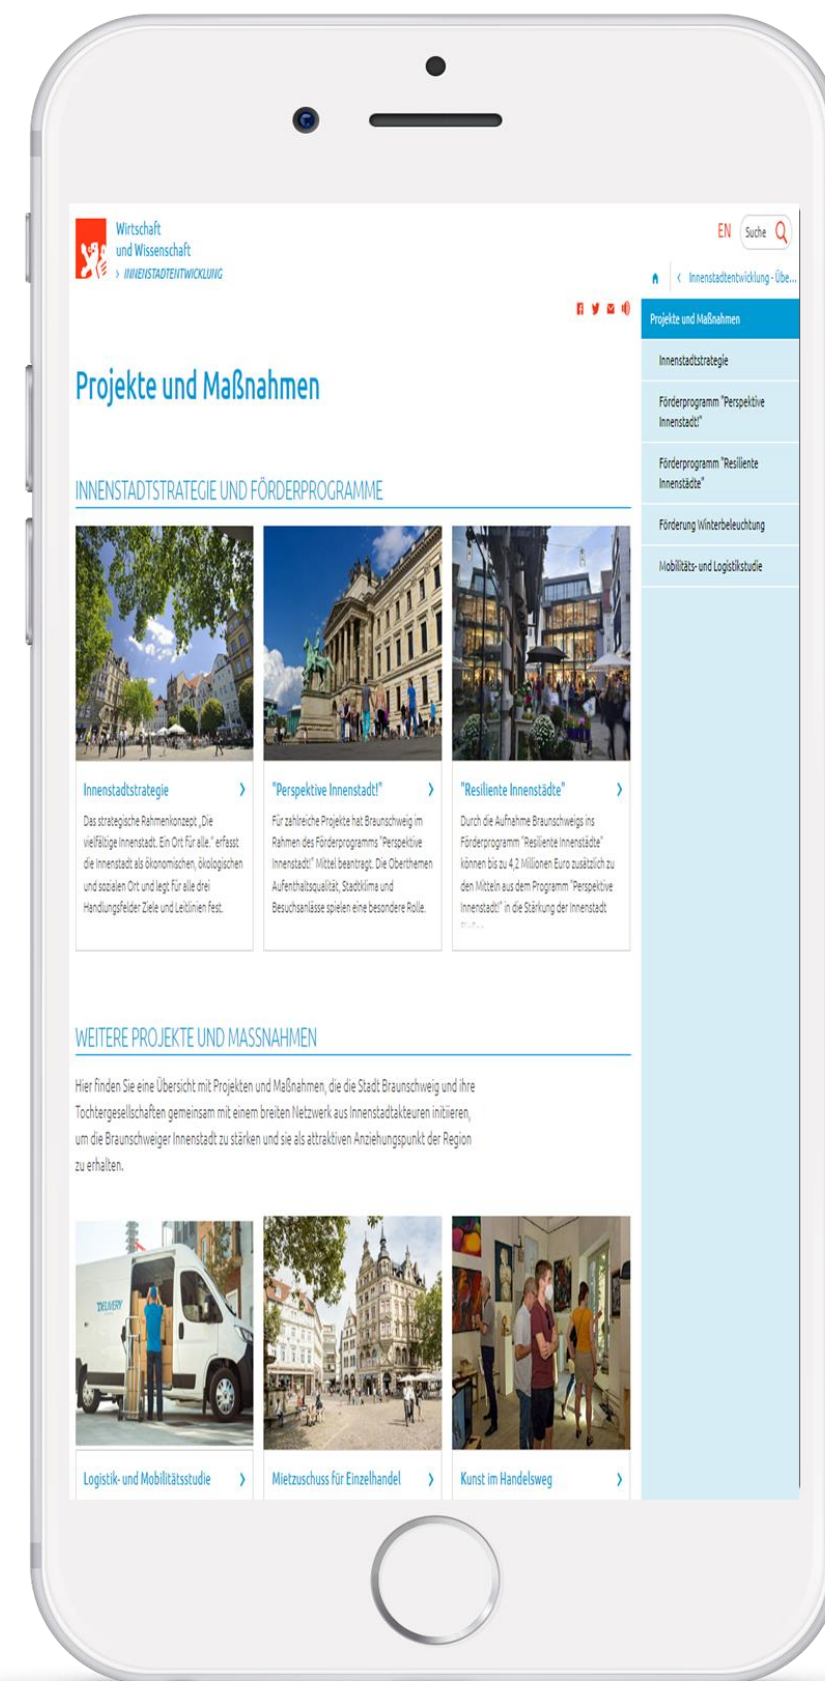 Wirtschaft
und Wissenschaft
› INNENSTADTENTWICKLUNG
EN
Suche
‹ Innenstadtentwicklung - Übe...
Projekte und Maßnahmen
Innenstadtstrategie
Förderprogramm "Perspektive
Innenstadt!"
Förderprogramm "Resiliente
Innenstädte"
Förderung Winterbeleuchtung
Mobilitäts- und Logistikstudie
Projekte und Maßnahmen
INNENSTADTSTRATEGIE UND FÖRDERPROGRAMME
Innenstadtstrategie
Das strategische Rahmenkonzept „Die
vielfältige Innenstadt. Ein Ort für alle.“ erfasst
die Innenstadt als ökonomischen, ökologischen
und sozialen Ort und legt für alle drei
Handlungsfelder Ziele und Leitlinien fest.
"Perspektive Innenstadt!"
Für zahlreiche Projekte hat Braunschweig im
Rahmen des Förderprogramms "Perspektive
Innenstadt!" Mittel beantragt. Die Oberthemen
Aufenthaltsqualität, Stadtklima und
Besuchsanlässe spielen eine besondere Rolle.
"Resiliente Innenstädte"
Durch die Aufnahme Braunschweigs ins
Förderprogramm "Resiliente Innenstädte"
können bis zu 4,2 Millionen Euro zusätzlich zu
den Mitteln aus dem Programm "Perspektive
Innenstadt!" in die Stärkung der Innenstadt
WEITERE PROJEKTE UND MASSNAHMEN
Hier finden Sie eine Übersicht mit Projekten und Maßnahmen, die die Stadt Braunschweig und ihre
Tochtergesellschaften gemeinsam mit einem breiten Netzwerk aus Innenstadtakteuren initiieren,
um die Braunschweiger Innenstadt zu stärken und sie als attraktiven Anziehungspunkt der Region
zu erhalten.
DELIVERY
Logistik- und Mobilitätsstudie
Mietzuschuss für Einzelhandel
Kunst im Handelsweg